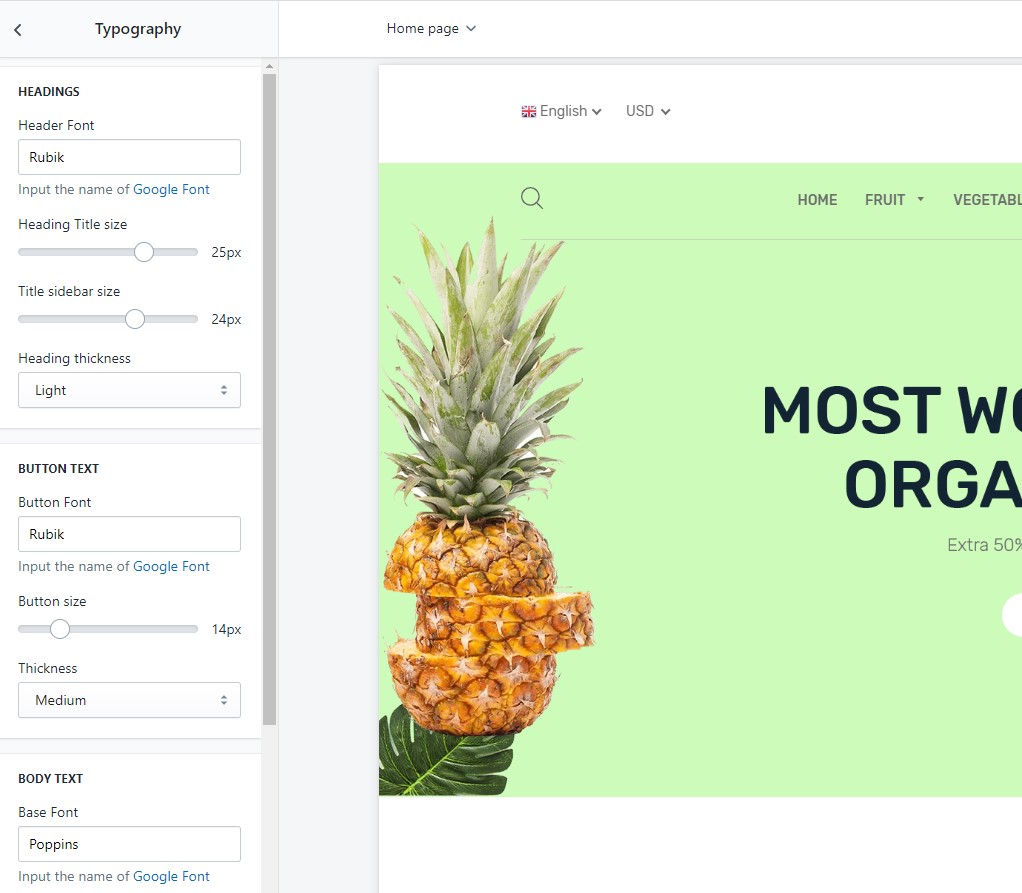 Typography
HEADINGS
Header Font
Rubik
Input the name of Google Font
Heading Title size
25px
Title sidebar size
24px
Heading thickness
Light
BUTTON TEXT
Button Font
Rubik
Input the name of Google Font
Button size
14px
Thickness
Medium
BODY TEXT
Base Font
Poppins
Input the name of Google Font
Home page
English USD
HOME FRUIT VEGETABL
MOST WO
ORGA
Extra 50%